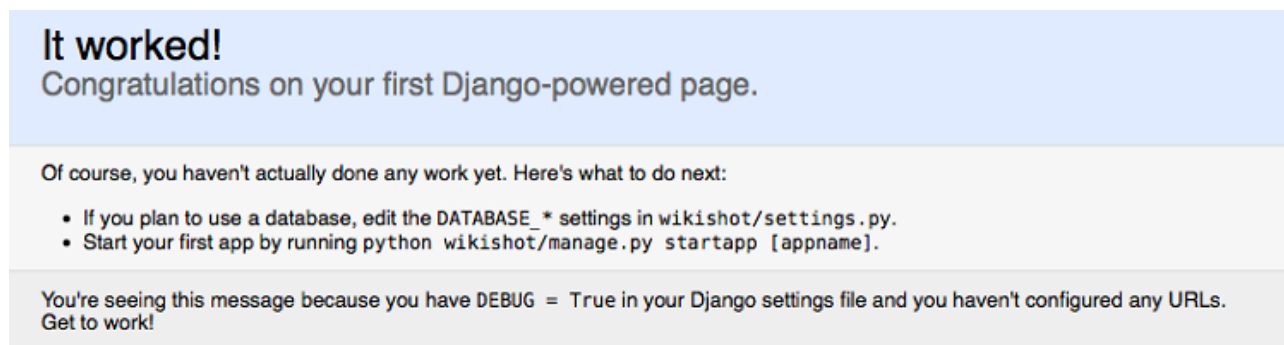 It worked!
Congratulations on your first Django-powered page.
Of course, you haven't actually done any work yet. Here's what to do next:
• If you plan to use a database, edit the DATABASE_* settings in wikishot/settings.py.
• Start your first app by running python wikishot/manage.py startapp [appname].
You're seeing this message because you have DEBUG = True in your Django settings file and you haven't configured any URLs.
Get to work!